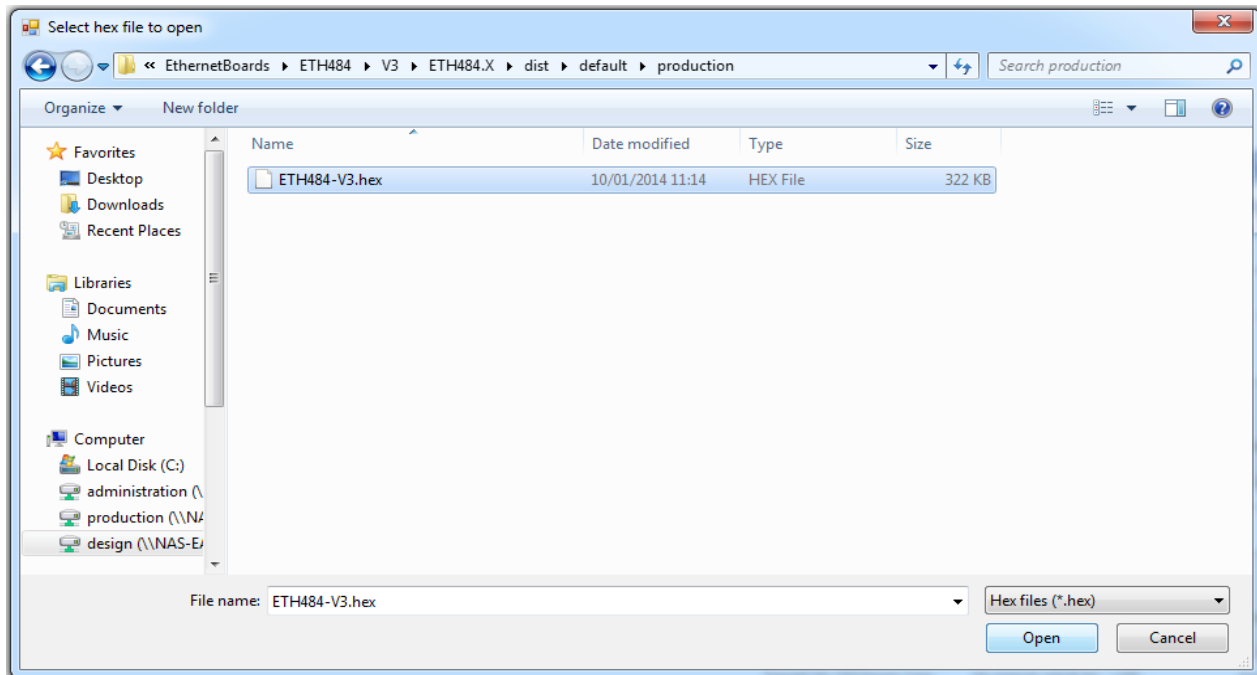 Select hex file to open
« EthernetBoards ▸ ETH484 ▸ V3 ▸ ETH484.X ▸ dist ▸ default ▸ production
Search production
Organize
New folder
Name Date modified Type Size
ETH484-V3.hex 10/01/2014 11:14 HEX File 322 KB
Favorites
Desktop
Downloads
Recent Places
Libraries
Documents
Music
Pictures
Videos
Computer
Local Disk (C:)
administration (\
production (\\NA
design (\\NAS-EA
File name: ETH484-V3.hex
Hex files (*.hex)
Open
Cancel